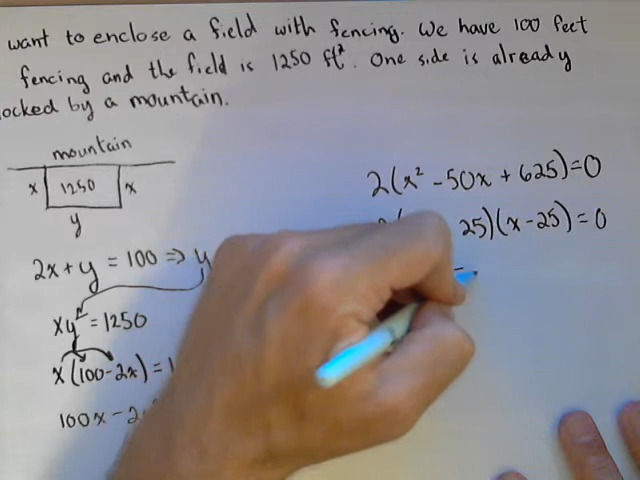 want to enclose a field with fencing. We have 100 feet
fencing and the field is 1250 ft². One side is already
ocked by a mountain.
mountain
x 1250 x
y
2x+y=100 => y
xy=1250
x(100-2x)=1
100x-2
2(x²-50x+625)=0
25)(x-25)=0